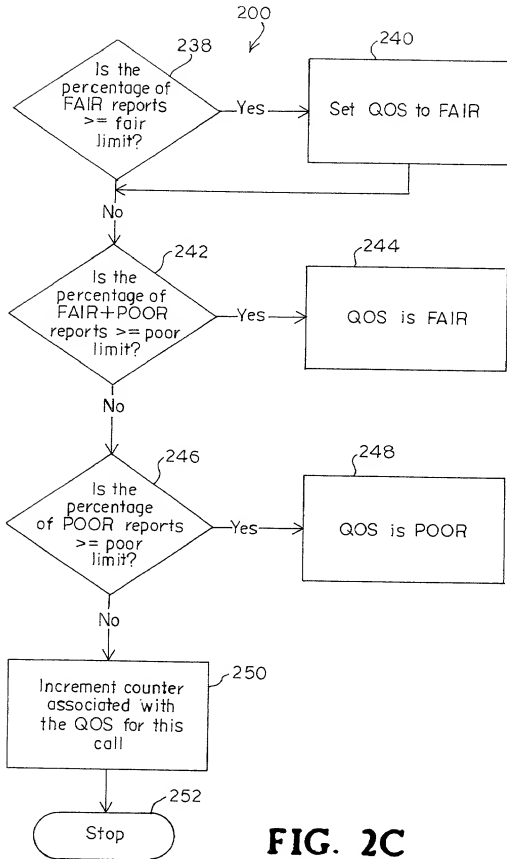 200
238
Is the
percentage of
FAIR reports
>= fair
limit?
Yes
240
Set QOS to FAIR
No
242
Is the
percentage of
FAIR+POOR
reports >= poor
limit?
Yes
244
QOS is FAIR
No
246
Is the
percentage
of POOR reports
>= poor
limit?
Yes
248
QOS is POOR
No
250
Increment counter
associated with
the QOS for this
call
252
Stop
FIG. 2C